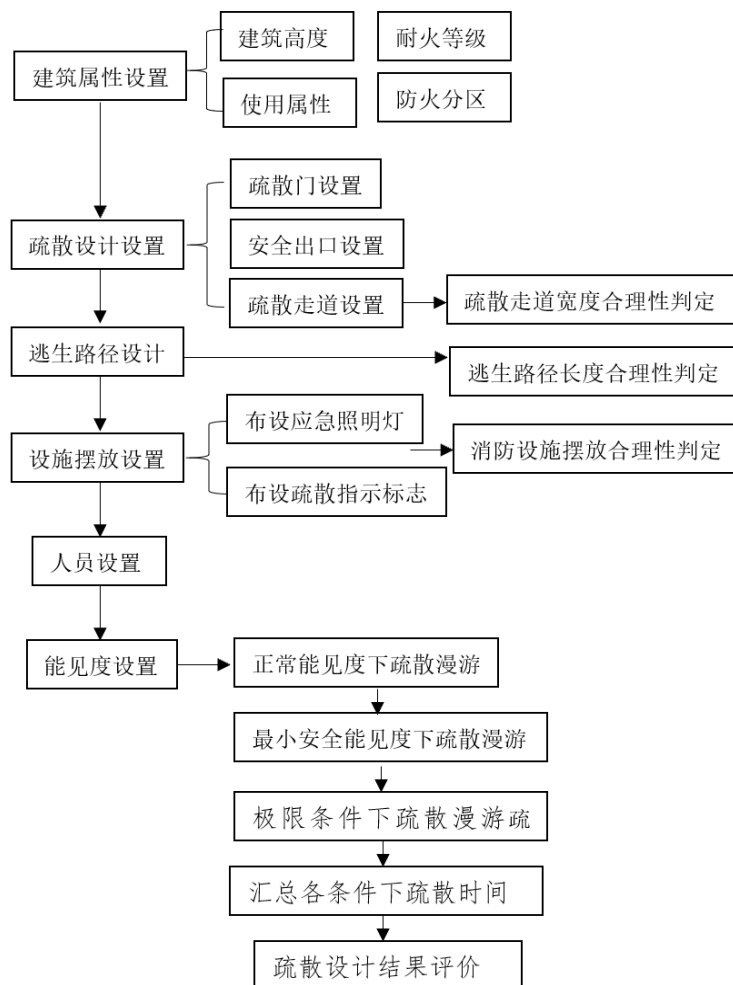 建筑高度
耐火等级
建筑属性设置
使用属性
防火分区
疏散门设置
疏散设计设置
安全出口设置
疏散走道设置
疏散走道宽度合理性判定
逃生路径设计
逃生路径长度合理性判定
布设应急照明灯
设施摆放设置
消防设施摆放合理性判定
布设疏散指示标志
人员设置
能见度设置
正常能见度下疏散漫游
最小安全能见度下疏散漫游
极限条件下疏散漫游疏
汇总各条件下疏散时间
疏散设计结果评价